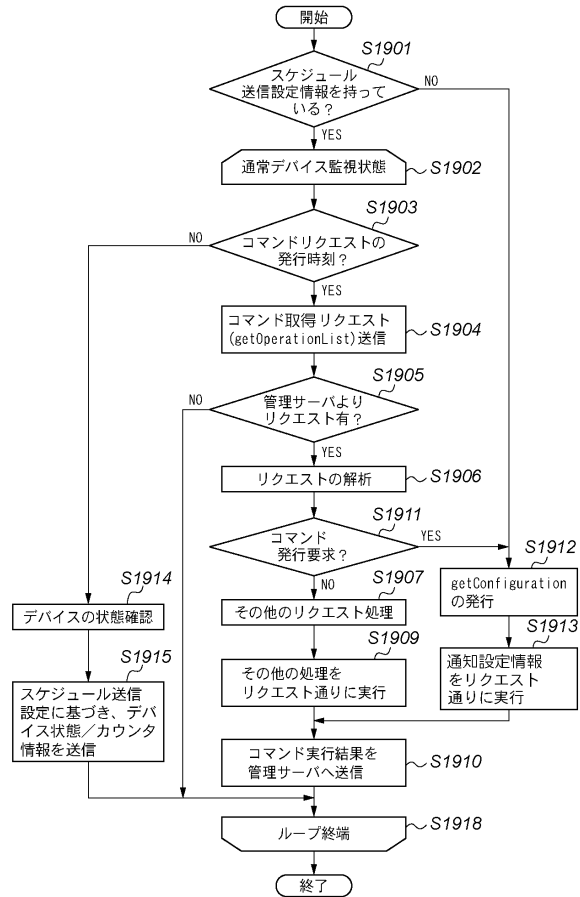 開始
S1901
スケジュール
送信設定情報を持って
いる？
NO
YES
通常デバイス監視状態
S1902
S1903
コマンドリクエストの
発行時刻？
NO
YES
コマンド取得リクエスト
(getOperationList)送信
S1904
S1905
管理サーバより
リクエスト有？
NO
YES
リクエストの解析
S1906
S1911
コマンド
発行要求？
YES
NO
S1912
getConfiguration
の発行
S1914
デバイスの状態確認
S1907
その他のリクエスト処理
S1913
通知設定情報
をリクエスト
通りに実行
S1915
スケジュール送信
設定に基づき、デバ
イス状態／カウンタ
情報を送信
S1909
その他の処理を
リクエスト通りに実行
コマンド実行結果を
管理サーバへ送信
S1910
ループ終端
S1918
終了